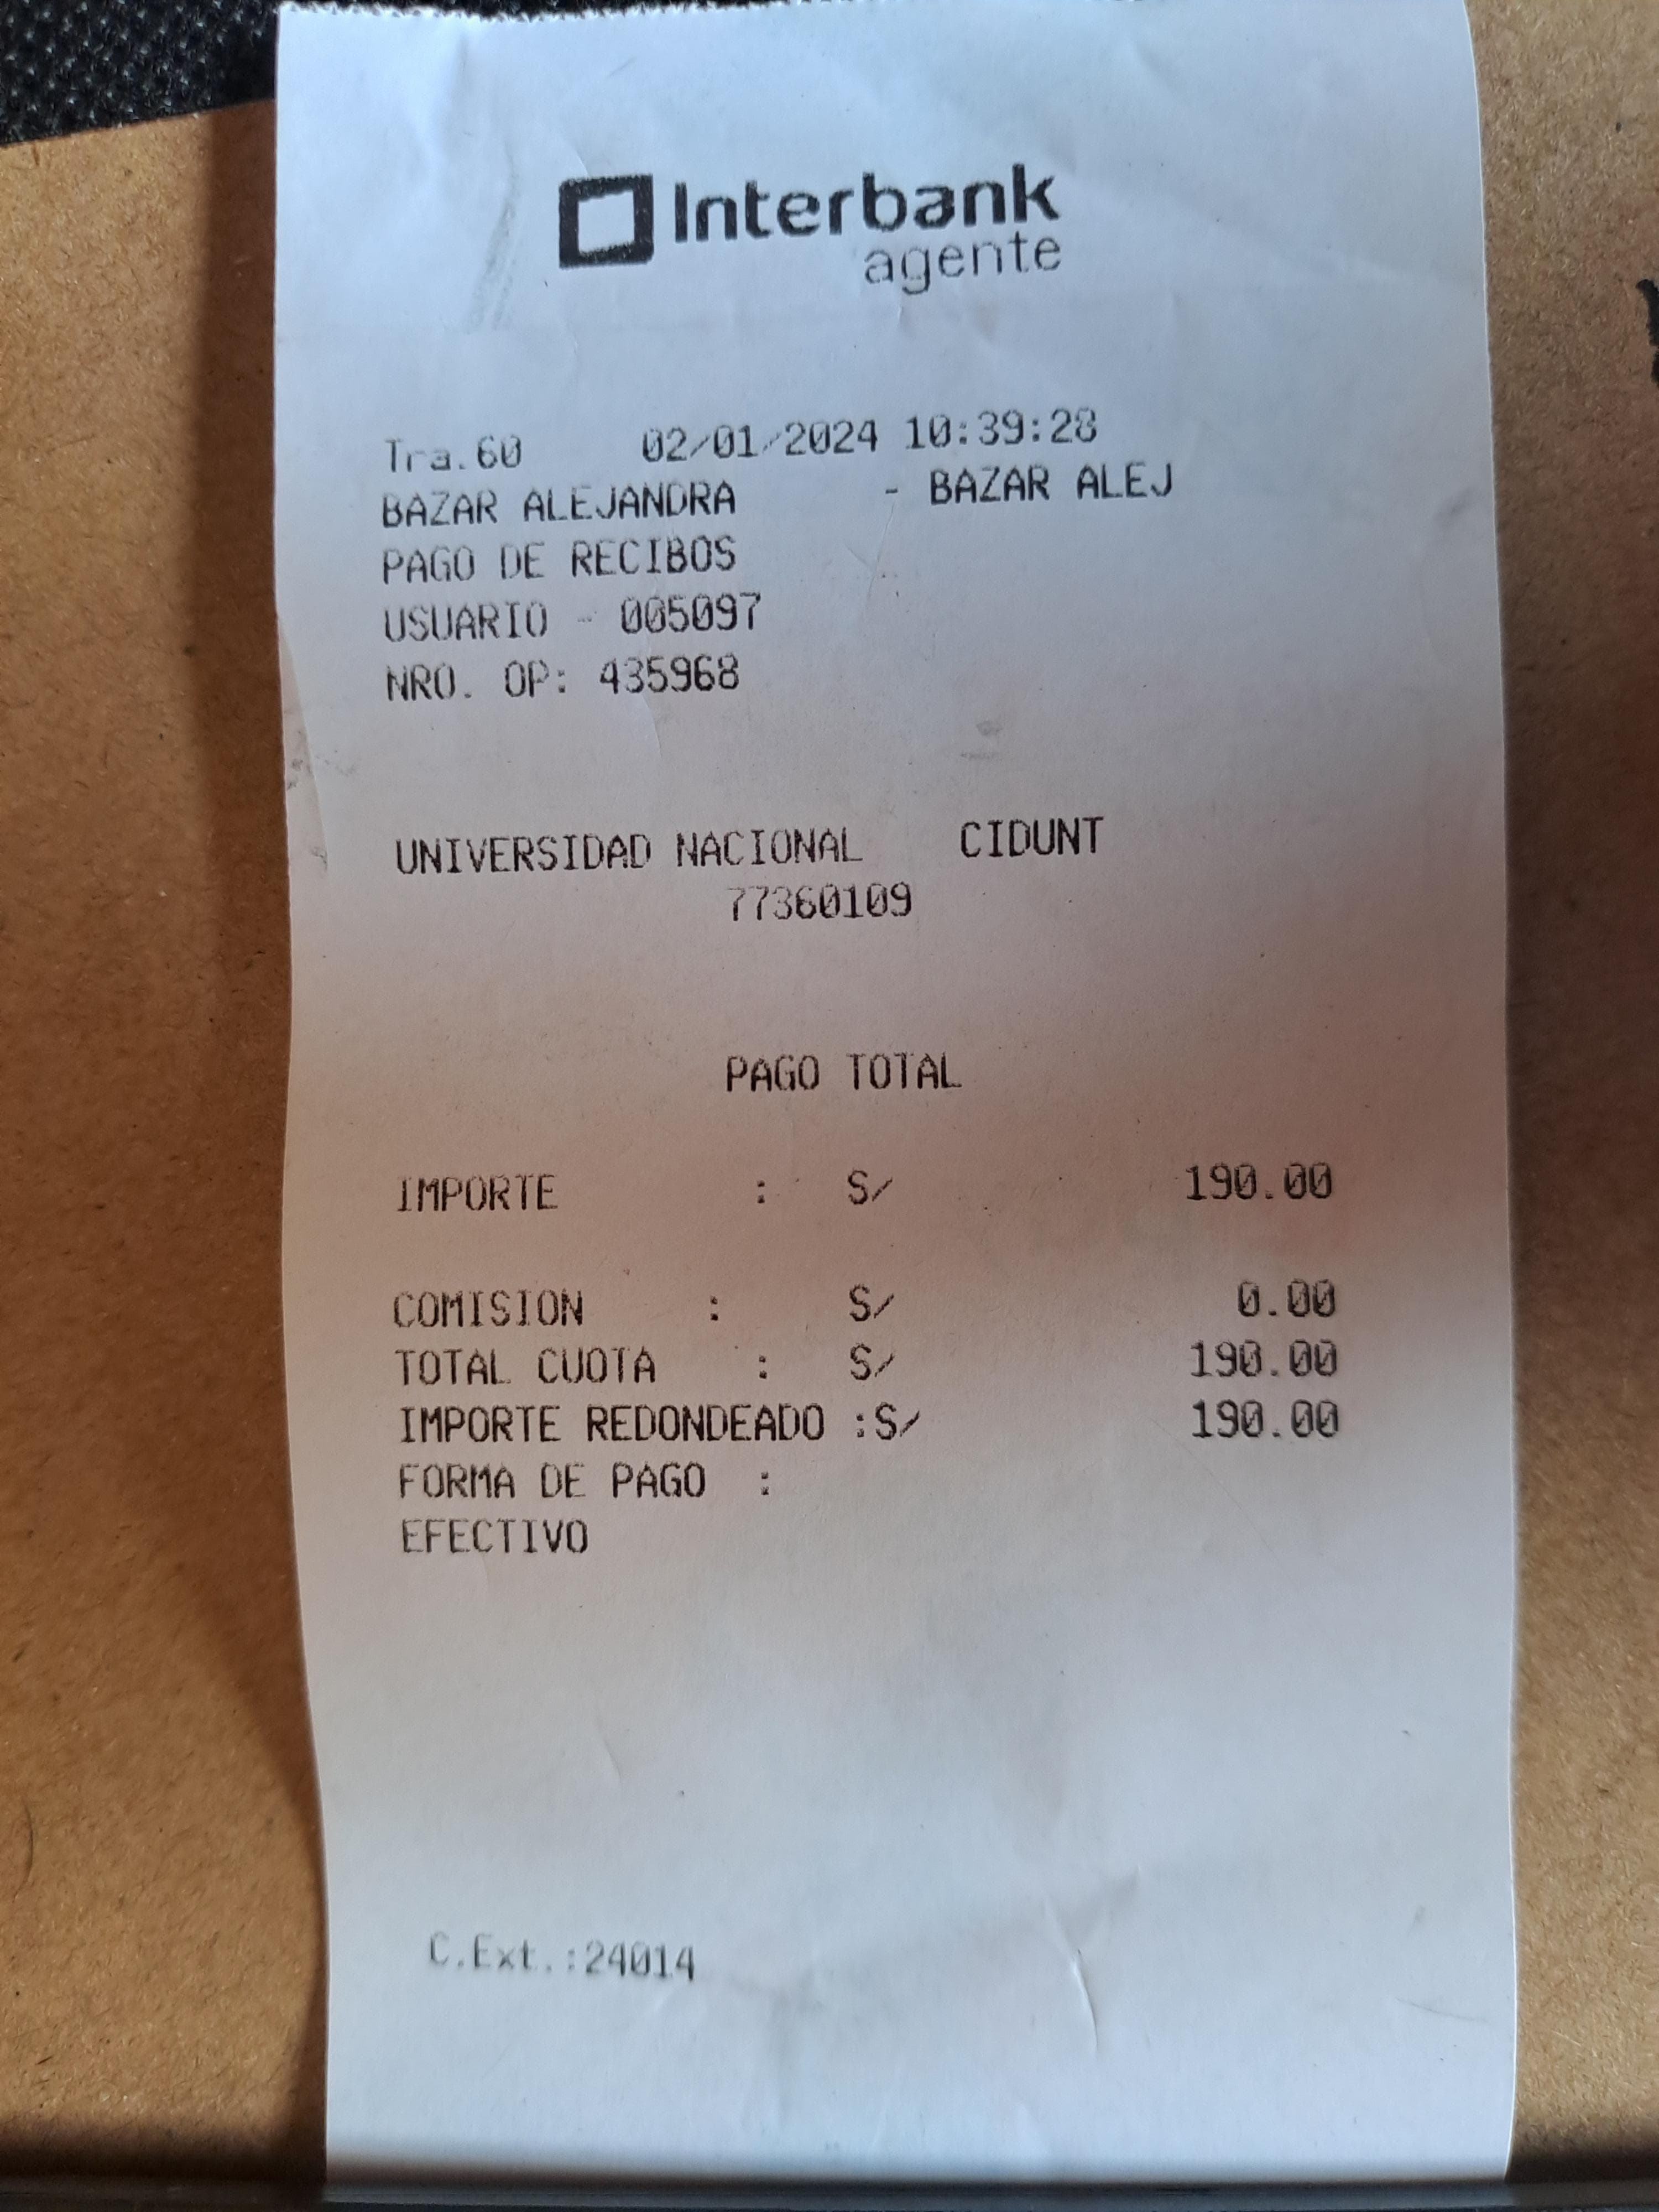 Interbank
agente
Tra.60 02/01/2024 10:39:28
BAZAR ALEJANDRA - BAZAR ALEJ
PAGO DE RECIBOS
USUARIO - 005097
NRO. OP: 435968
UNIVERSIDAD NACIONAL CIDUNT
77360109
PAGO TOTAL
IMPORTE : S/ 190.00
COMISION : S/ 0.00
TOTAL CUOTA : S/ 190.00
IMPORTE REDONDEADO :S/ 190.00
FORMA DE PAGO :
EFECTIVO
C.Ext.:24014